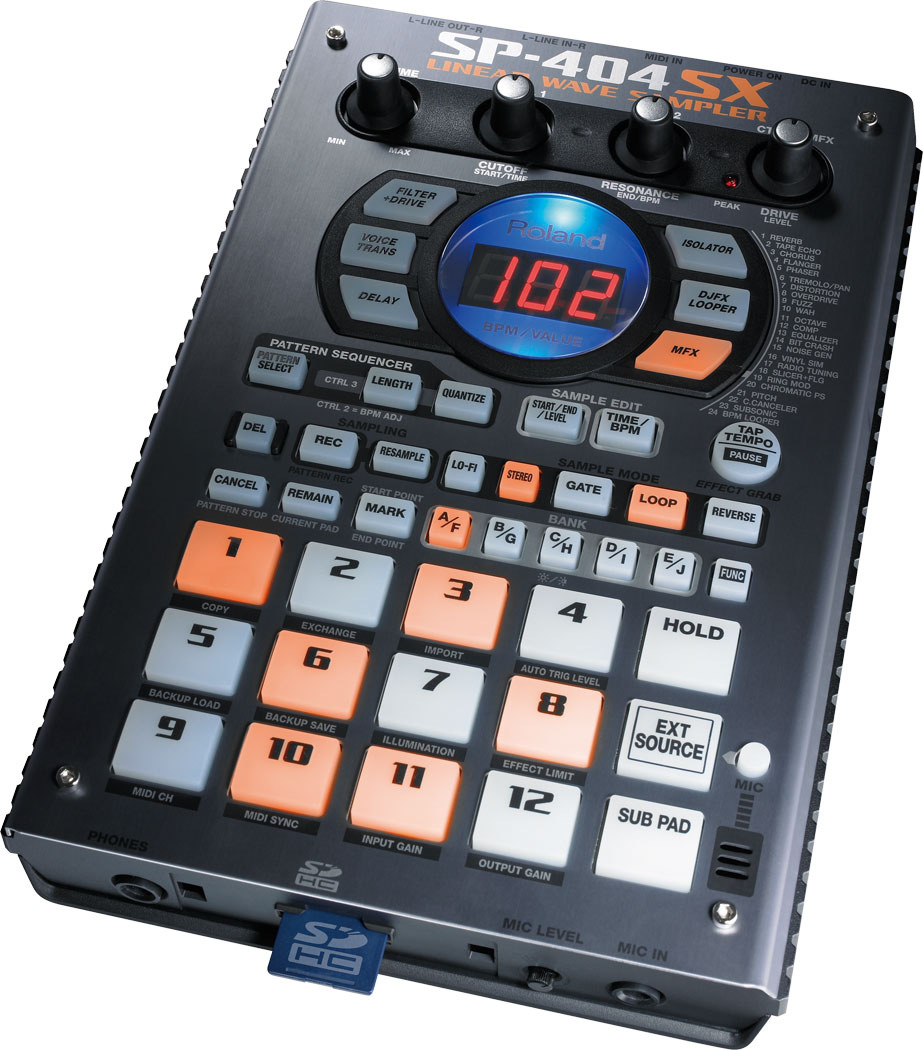 L-LINE OUT-R
L-LINE IN-R
MIDI IN
POWER ON
DC IN
SP-404SX
LINEAR WAVE SAMPLER
MIN
MAX
1
CUTOFF
START/TIME
2
RESONANCE
END/BPM
PEAK
MFX
DRIVE
LEVEL
FILTER
+DRIVE
VOICE
TRANS
DELAY
Roland
102
BPM/VALUE
ISOLATOR
DJFX
LOOPER
MFX
1 REVERB
2 TAPE ECHO
3 CHORUS
4 FLANGER
5 PHASER
6 TREMOLO/PAN
7 DISTORTION
8 OVERDRIVE
9 FUZZ
10 WAH
11 OCTAVE
12 COMP
13 EQUALIZER
14 BIT CRASH
15 NOISE GEN
16 VINYL SIM
17 RADIO TUNING
18 SLICER+FLG
19 RING MOD
20 CHROMATIC PS
21 PITCH
22 C.CANCELER
23 SUBSONIC
24 BPM LOOPER
PATTERN SEQUENCER
PATTERN
SELECT
CTRL 3
LENGTH
QUANTIZE
CTRL 2 = BPM ADJ
SAMPLE EDIT
START/END
/LEVEL
TIME/
BPM
TAP
TEMPO
PAUSE
EFFECT GRAB
SAMPLING
DEL
REC
PATTERN REC
RESAMPLE
LO-FI
STEREO
SAMPLE MODE
GATE
LOOP
REVERSE
CANCEL
PATTERN STOP
REMAIN
CURRENT PAD
START POINT
MARK
END POINT
BANK
A/F
B/G
C/H
D/I
E/J
FUNC
1
COPY
2
EXCHANGE
3
IMPORT
4
AUTO TRIG LEVEL
HOLD
5
BACKUP LOAD
6
BACKUP SAVE
7
ILLUMINATION
8
EFFECT LIMIT
EXT
SOURCE
MIC
9
MIDI CH
10
MIDI SYNC
11
INPUT GAIN
12
OUTPUT GAIN
SUB PAD
PHONES
SD
HC
SD
HC
MIC LEVEL
MIC IN